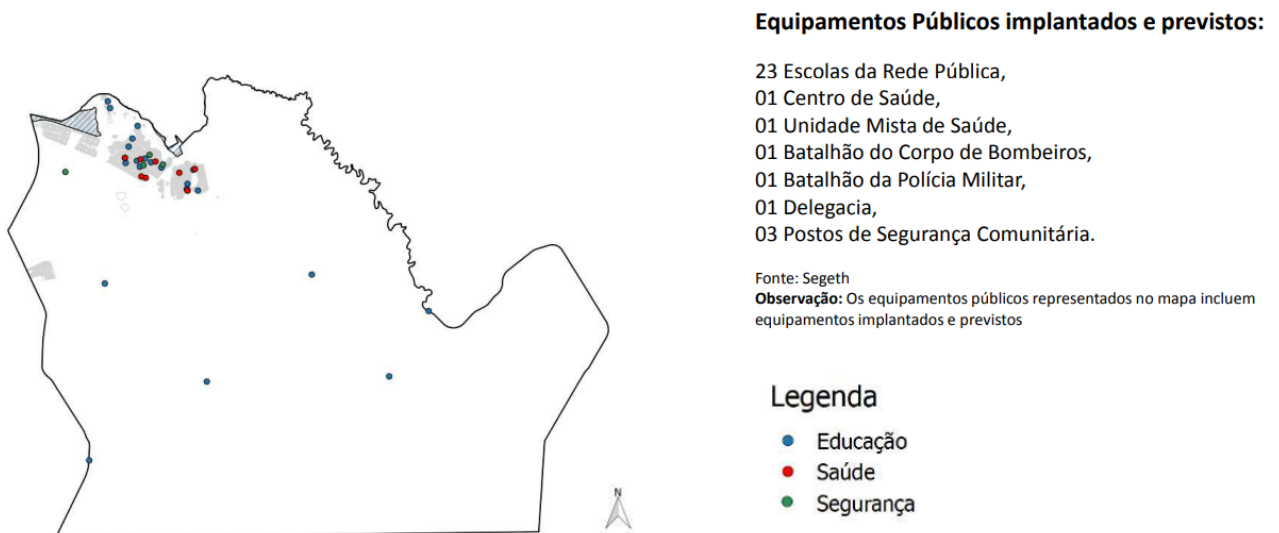 Equipamentos Públicos implantados e previstos:
23 Escolas da Rede Pública,
01 Centro de Saúde,
01 Unidade Mista de Saúde,
01 Batalhão do Corpo de Bombeiros,
01 Batalhão da Polícia Militar,
01 Delegacia,
03 Postos de Segurança Comunitária.
Fonte: Segeth
Observação: Os equipamentos públicos representados no mapa incluem
equipamentos implantados e previstos
Legenda
Educação
Saúde
Segurança
N